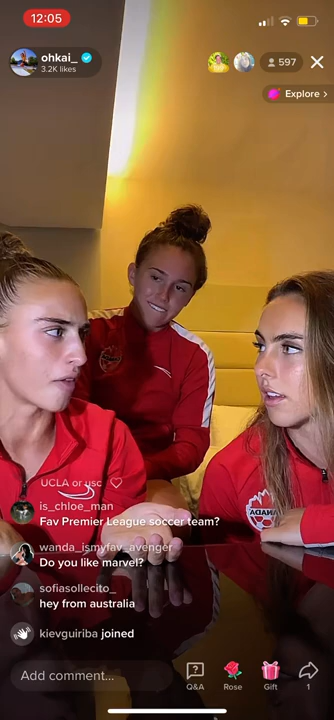 12:05
ohkai_
3.2K likes
597
Explore >
UCLA or usc
is_chloe_man
Fav Premier League soccer team?
wanda_ismyfav_avenger
Do you like marvel?
sofiasollecito_
hey from australia
kievguiriba joined
CANADA
Add comment...
Q&A
Rose
Gift
1